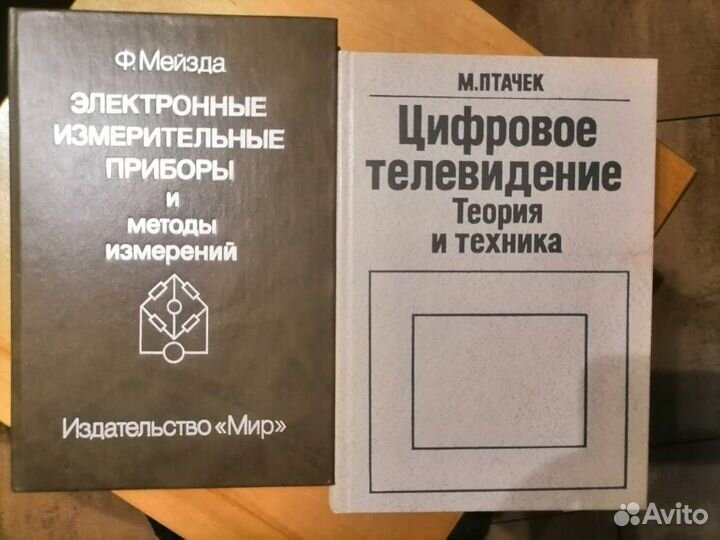 Ф. Мейзда
ЭЛЕКТРОННЫЕ
ИЗМЕРИТЕЛЬНЫЕ
ПРИБОРЫ
и
методы
измерений
Издательство «Мир»
М.ПТАЧЕК
Цифровое
телевидение
Теория
и техника
Avito